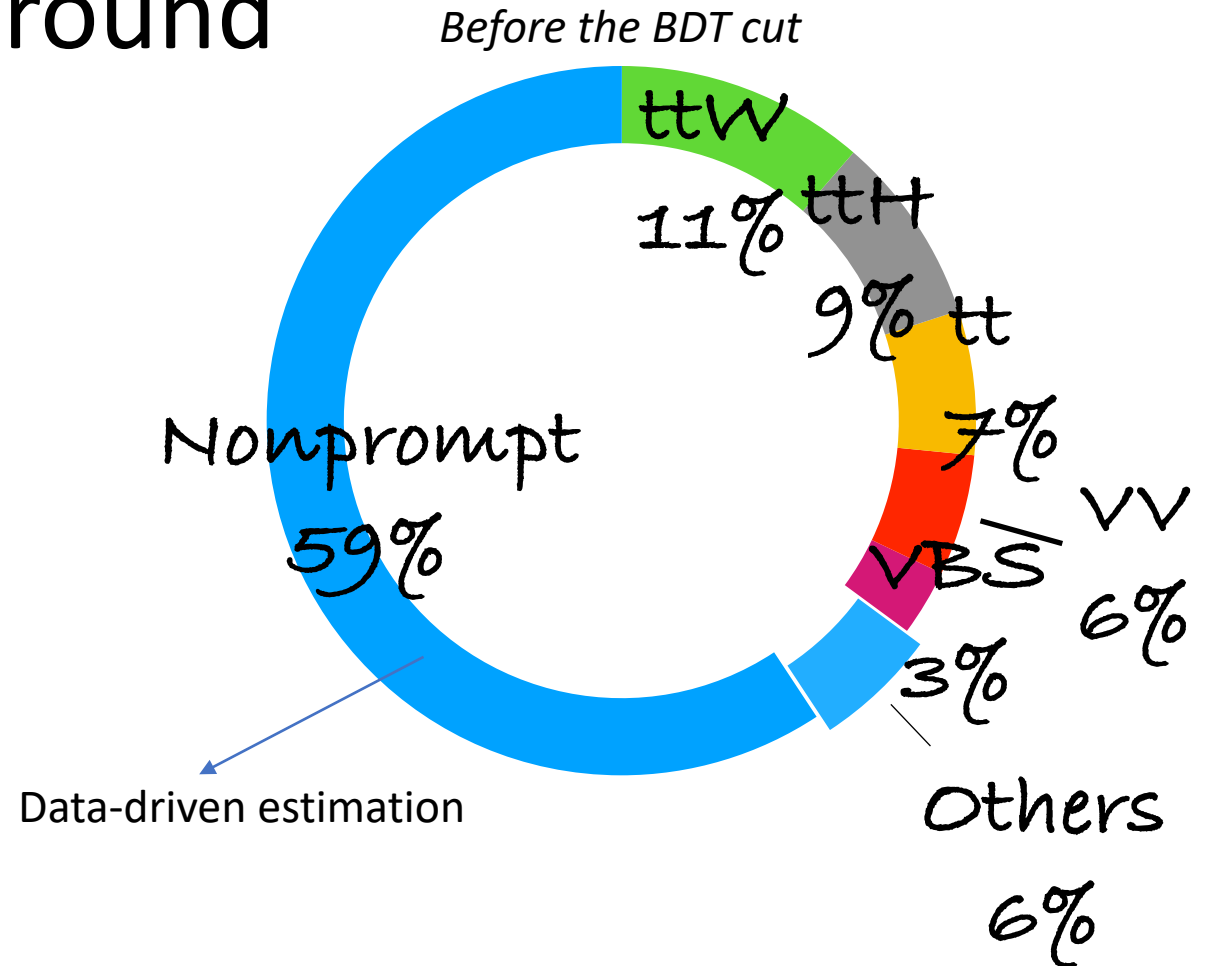 round
Before the BDT cut
ttW
11%
ttH
9%
tt
7%
VV
6%
VBS
3%
Others
6%
Nonprompt
59%
Data-driven estimation